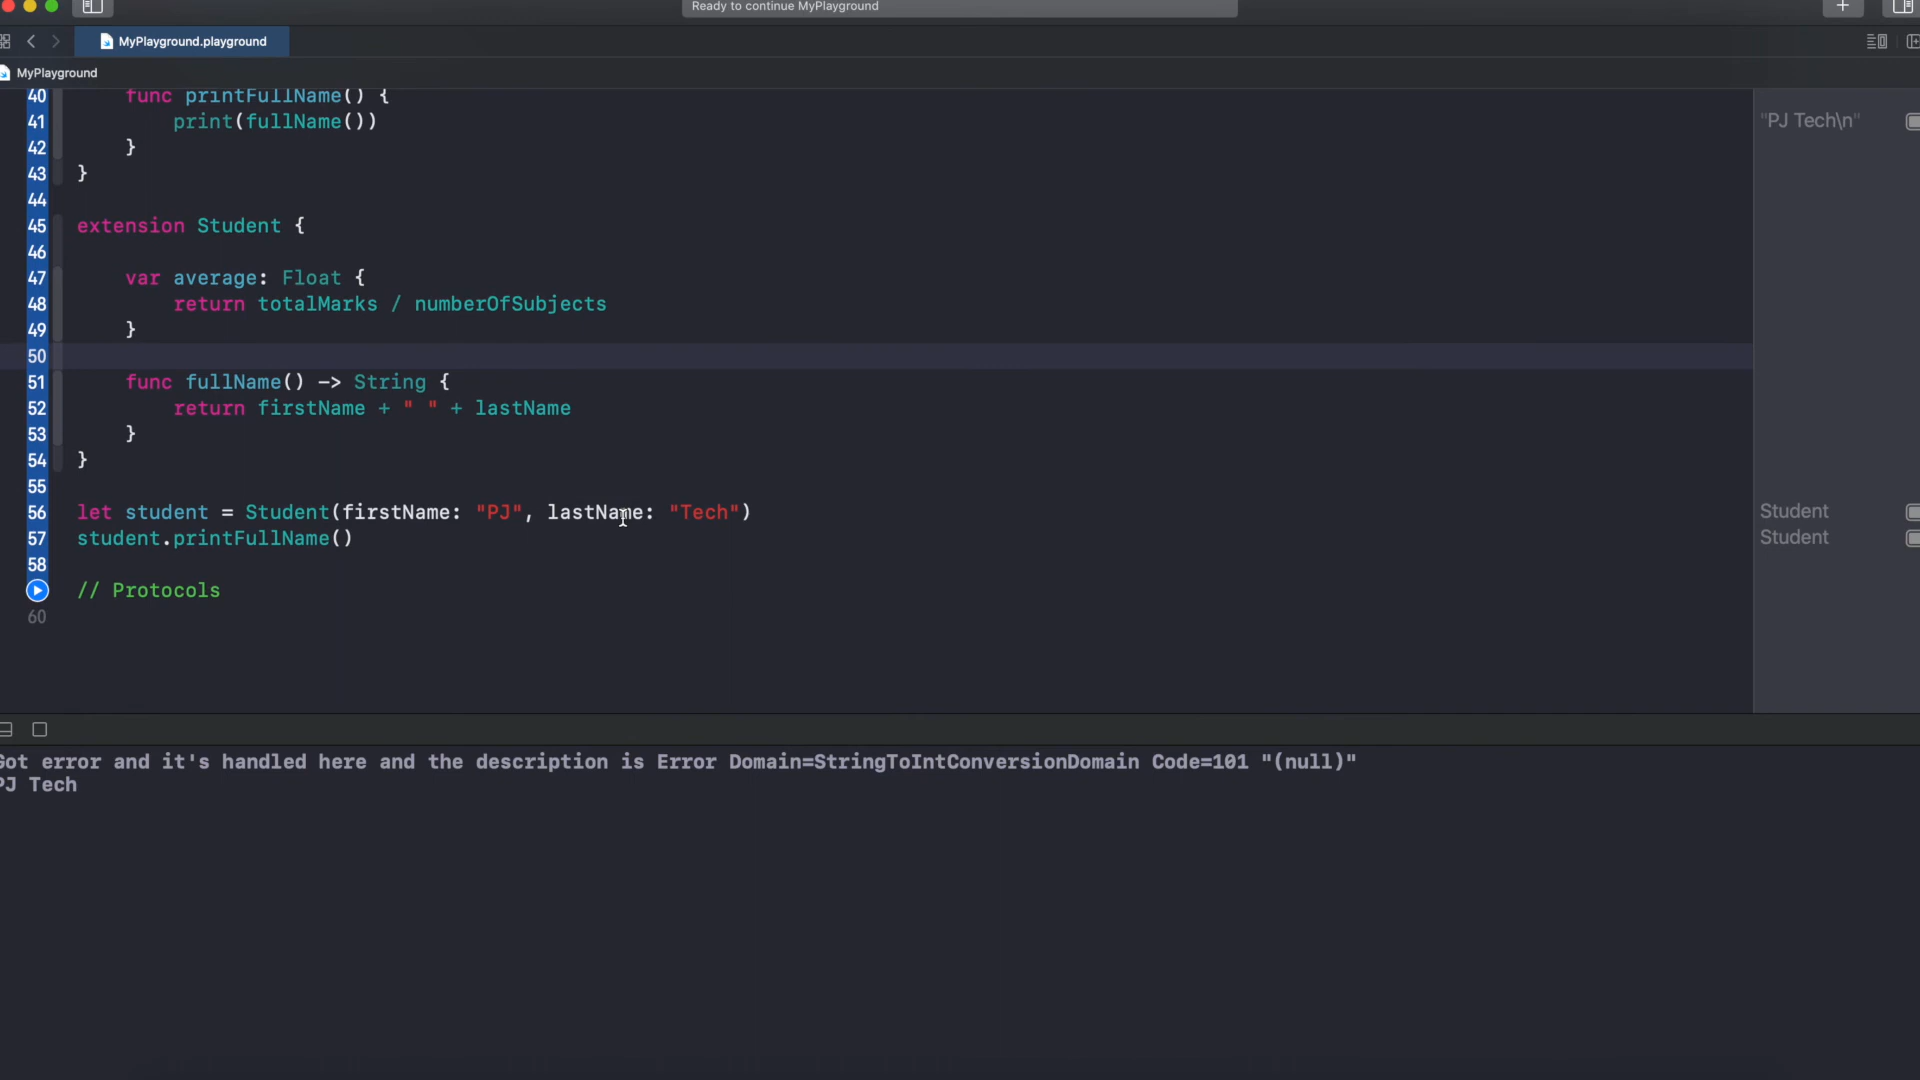 Ready to continue MyPlayground
MyPlayground.playground
MyPlayground
40 func printFullName() {
41 print(fullName())
"PJ Tech\n"
42 }
43 }
44
45 extension Student {
46
47 var average: Float {
48 return totalMarks / numberOfSubjects
49 }
50
51 func fullName() -> String {
52 return firstName + " " + lastName
53 }
54 }
55
56 let student = Student(firstName: "PJ", lastName: "Tech")
Student
57 student.printFullName()
Student
58
// Protocols
60
Got error and it's handled here and the description is Error Domain=StringToIntConversionDomain Code=101 "(null)"
PJ Tech